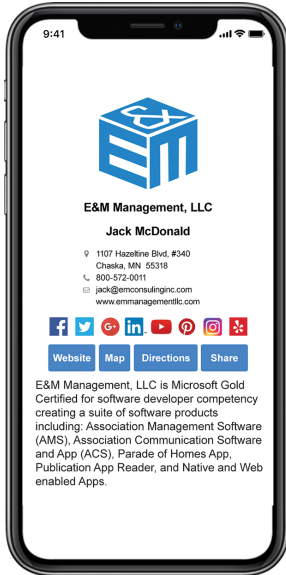 9:41
E&M
E&M Management, LLC
Jack McDonald
1107 Hazeltine Blvd, #340
Chaska, MN 55318
800-572-0011
jack@emconsulinginc.com
www.emmanagementllc.com
Website Map Directions Share
E&M Management, LLC is Microsoft Gold
Certified for software developer competency
creating a suite of software products
including: Association Management Software
(AMS), Association Communication Software
and App (ACS), Parade of Homes App,
Publication App Reader, and Native and Web
enabled Apps.